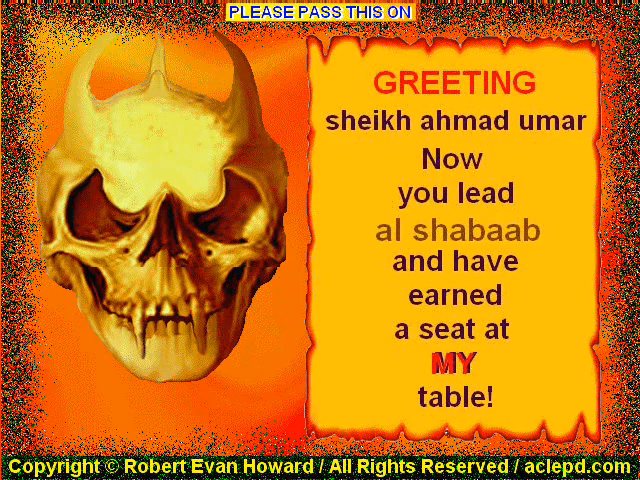 PLEASE PASS THIS ON
GREETING
sheikh ahmad umar
Now
you lead
al shabaab
and have
earned
a seat at
MY
table!
Copyright © Robert Evan Howard / All Rights Reserved / aclepd.com